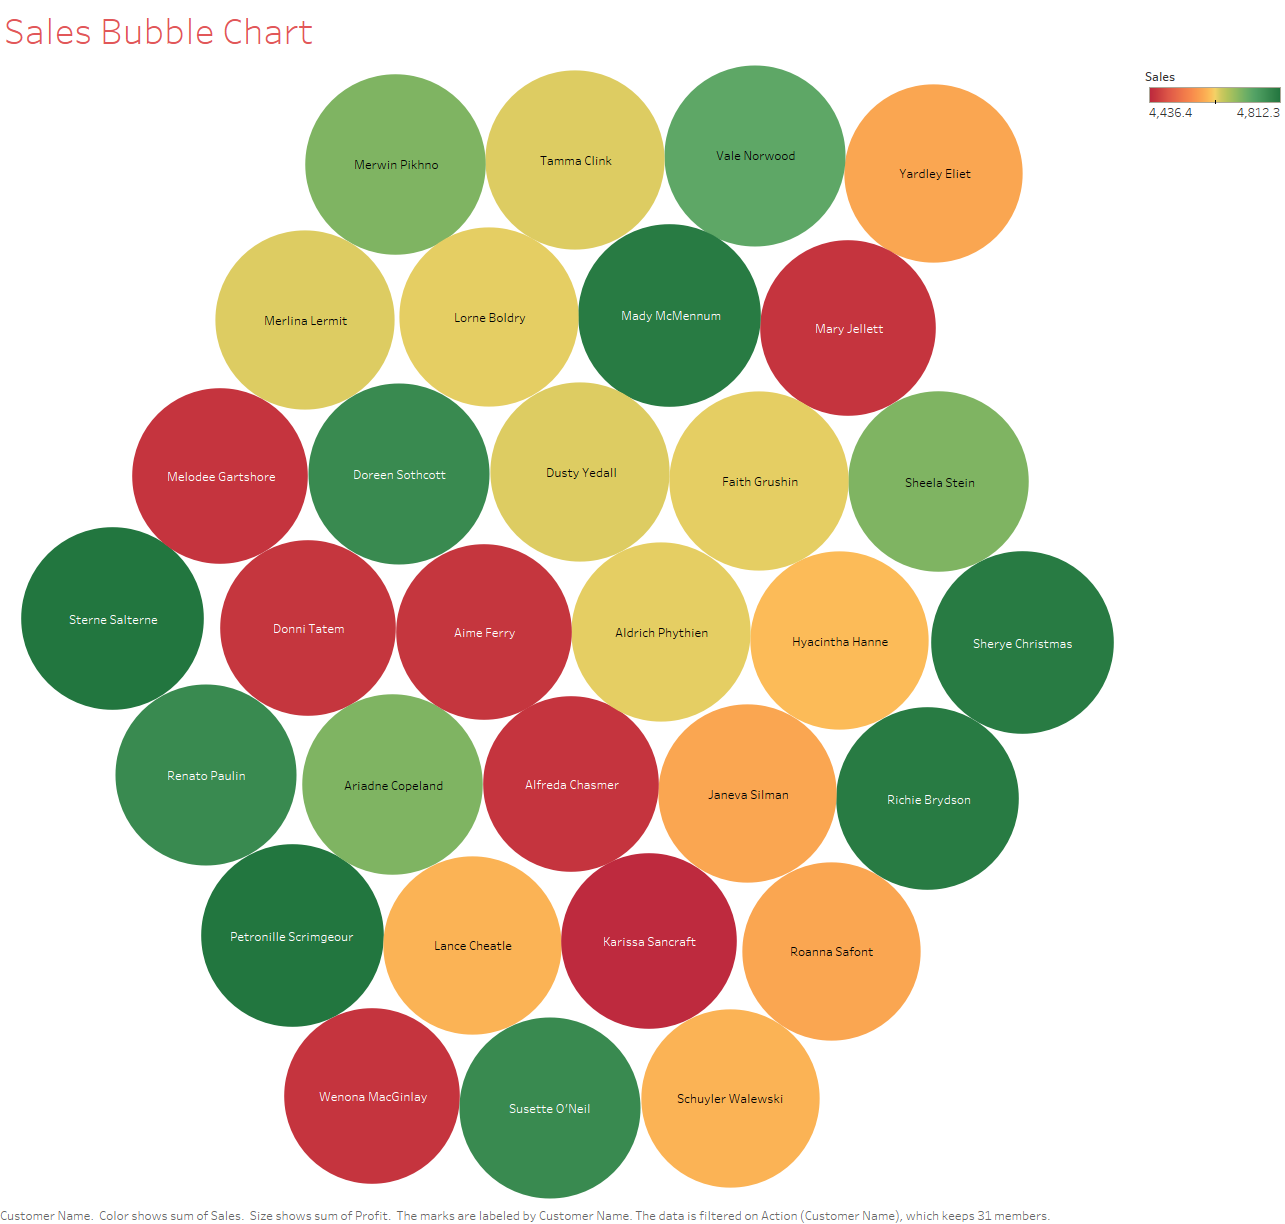 Sales Bubble Chart
Sales
4,436.4 4,812.3
Merwin Pikhno
Tamma Clink
Vale Norwood
Yardley Eliet
Merlina Lermit
Lorne Boldry
Mady McMennum
Mary Jellett
Melodee Gartshore
Doreen Sothcott
Dusty Yedall
Faith Grushin
Sheela Stein
Sterne Salterne
Donni Tatem
Aime Ferry
Aldrich Phythien
Hyacintha Hanne
Sherye Christmas
Renato Paulin
Ariadne Copeland
Alfreda Chasmer
Janeva Silman
Richie Brydson
Petronille Scrimgeour
Lance Cheatle
Karissa Sancraft
Roanna Safont
Wenona MacGinlay
Susette O'Neil
Schuyler Walewski
Customer Name.  Color shows sum of Sales.  Size shows sum of Profit.  The marks are labeled by Customer Name. The data is filtered on Action (Customer Name), which keeps 31 members.